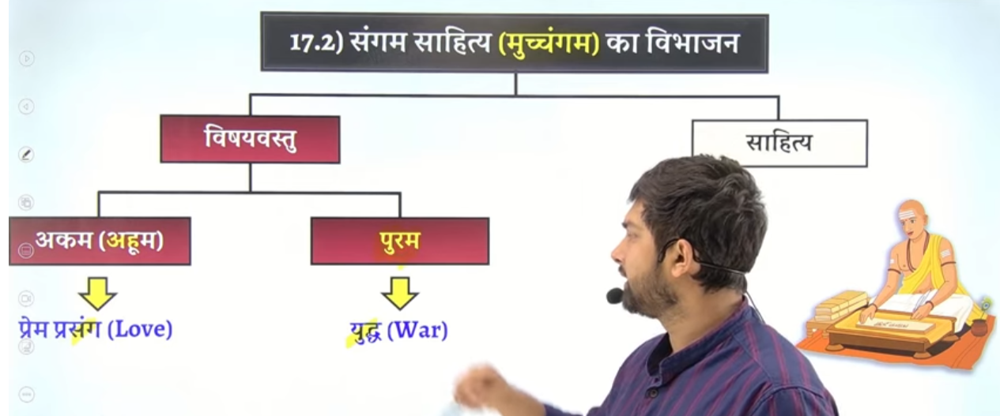 17.2) संगम साहित्य (मुच्चंगम) का विभाजन
विषयवस्तु
साहित्य
अकम (अहूम)
पुरम
प्रेम प्रसंग (Love)
युद्ध (War)